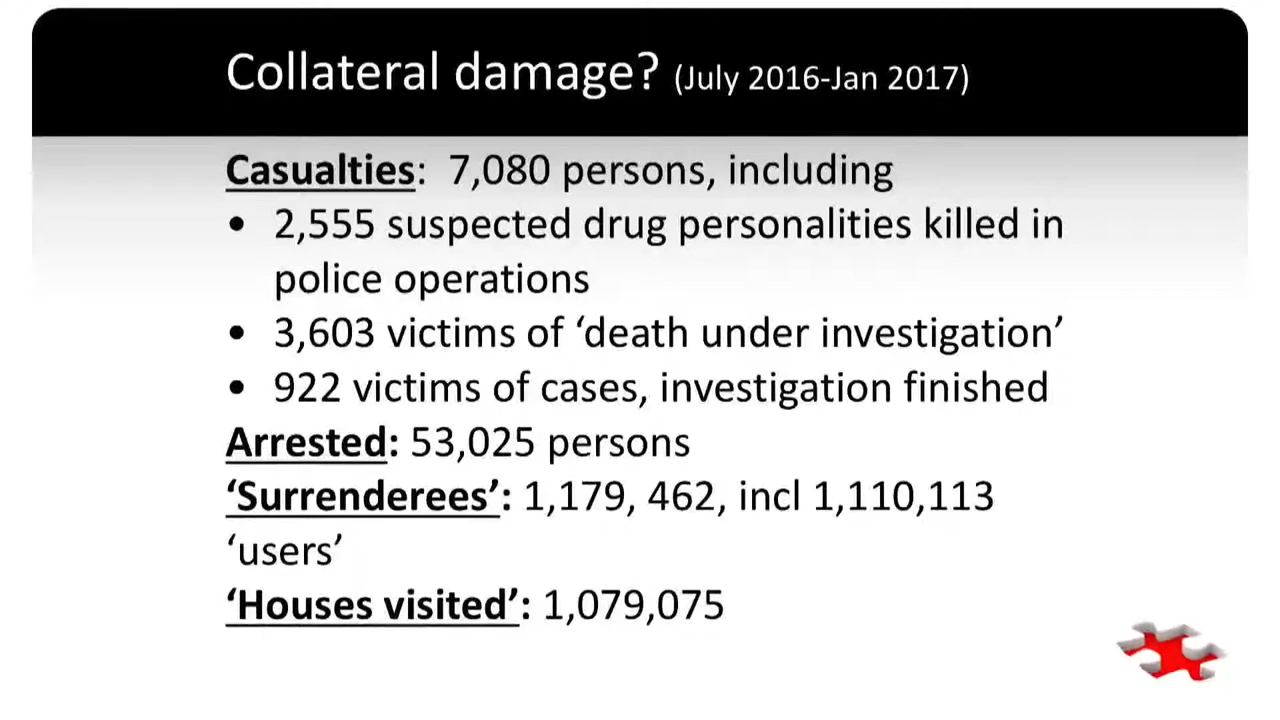 Collateral damage? (July 2016-Jan 2017)
Casualties:  7,080 persons, including
• 2,555 suspected drug personalities killed in
police operations
• 3,603 victims of ‘death under investigation’
• 922 victims of cases, investigation finished
Arrested: 53,025 persons
‘Surrenderees’: 1,179, 462, incl 1,110,113
‘users’
‘Houses visited’: 1,079,075